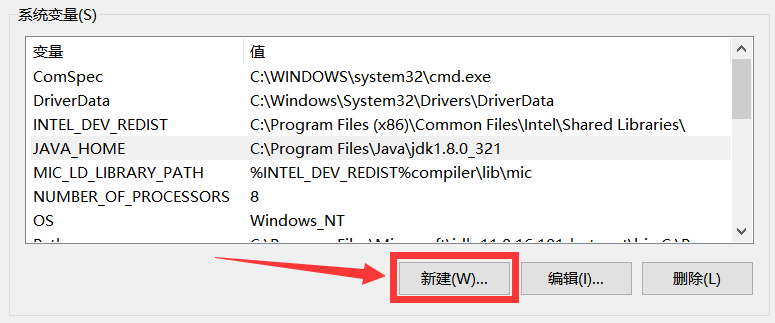 系统变量(S)
变量 值
ComSpec C:\WINDOWS\system32\cmd.exe
DriverData C:\Windows\System32\Drivers\DriverData
INTEL_DEV_REDIST C:\Program Files (x86)\Common Files\Intel\Shared Libraries\
JAVA_HOME C:\Program Files\Java\jdk1.8.0_321
MIC_LD_LIBRARY_PATH %INTEL_DEV_REDIST%compiler\lib\mic
NUMBER_OF_PROCESSORS 8
OS Windows_NT
新建(W)... 编辑(I)... 删除(L)